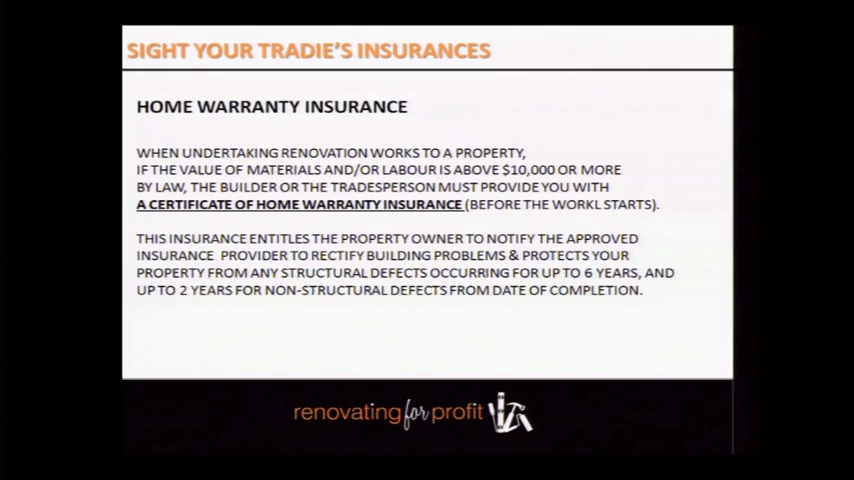 SIGHT YOUR TRADIE'S INSURANCES
HOME WARRANTY INSURANCE
WHEN UNDERTAKING RENOVATION WORKS TO A PROPERTY,
IF THE VALUE OF MATERIALS AND/OR LABOUR IS ABOVE $10,000 OR MORE
BY LAW, THE BUILDER OR THE TRADESPERSON MUST PROVIDE YOU WITH
A CERTIFICATE OF HOME WARRANTY INSURANCE (BEFORE THE WORKL STARTS).
THIS INSURANCE ENTITLES THE PROPERTY OWNER TO NOTIFY THE APPROVED
INSURANCE PROVIDER TO RECTIFY BUILDING PROBLEMS & PROTECTS YOUR
PROPERTY FROM ANY STRUCTURAL DEFECTS OCCURRING FOR UP TO 6 YEARS, AND
UP TO 2 YEARS FOR NON-STRUCTURAL DEFECTS FROM DATE OF COMPLETION.
renovating for profit